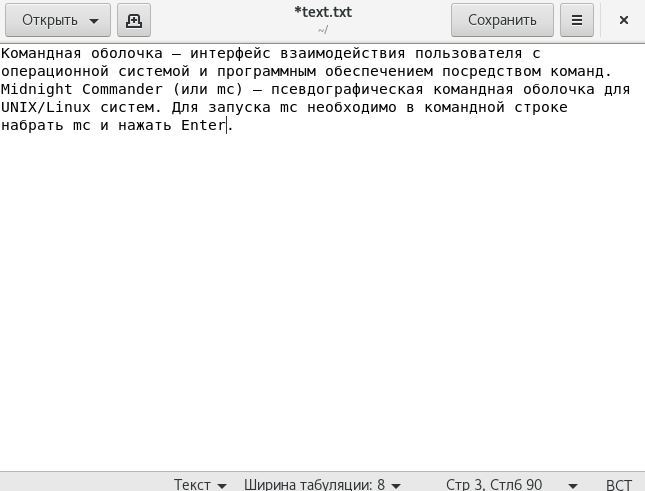 Открыть
*text.txt
~/
Сохранить
Командная оболочка — интерфейс взаимодействия пользователя с
операционной системой и программным обеспечением посредством команд.
Midnight Commander (или mc) — псевдографическая командная оболочка для
UNIX/Linux систем. Для запуска mc необходимо в командной строке
набрать mc и нажать Enter.
Текст
Ширина табуляции: 8
Стр 3, Стлб 90
ВСТ